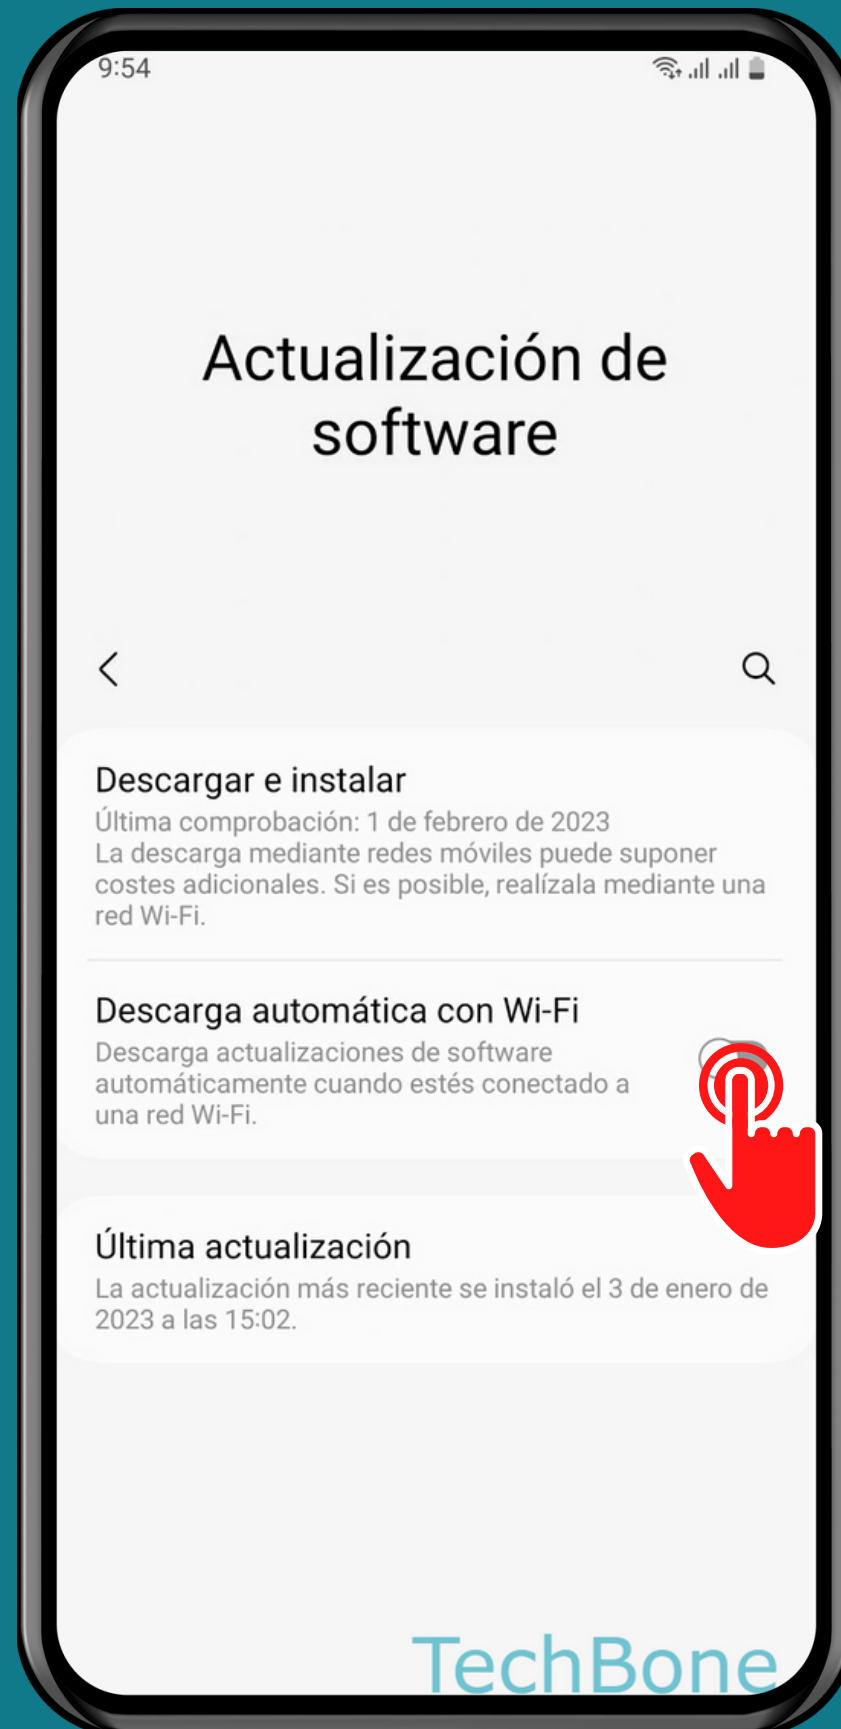 9:54
Actualización de
software
Descargar e instalar
Última comprobación: 1 de febrero de 2023
La descarga mediante redes móviles puede suponer
costes adicionales. Si es posible, realízala mediante una
red Wi-Fi.
Descarga automática con Wi-Fi
Descarga actualizaciones de software
automáticamente cuando estés conectado a
una red Wi-Fi.
Última actualización
La actualización más reciente se instaló el 3 de enero de
2023 a las 15:02.
TechBone